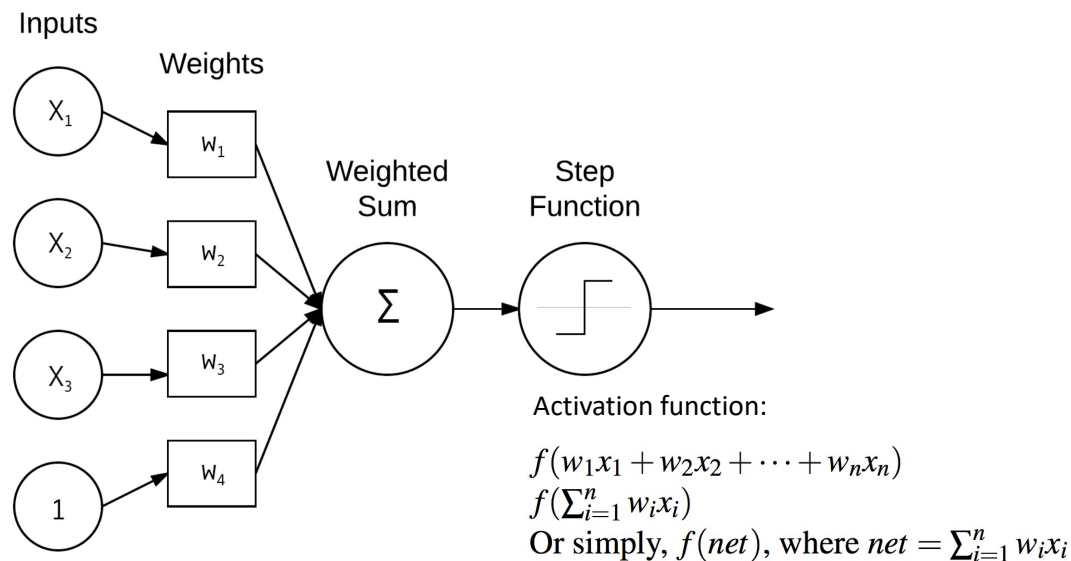 Inputs
Weights
X₁
w₁
Weighted
Sum
Step
Function
X₂
w₂
Σ
X₃
w₃
1
w₄
Activation function:
f(w₁x₁ + w₂x₂ + ⋯ + wₙxₙ)
f(∑ⁿᵢ₌₁ wᵢxᵢ)
Or simply, f(net), where net = ∑ⁿᵢ₌₁ wᵢxᵢ